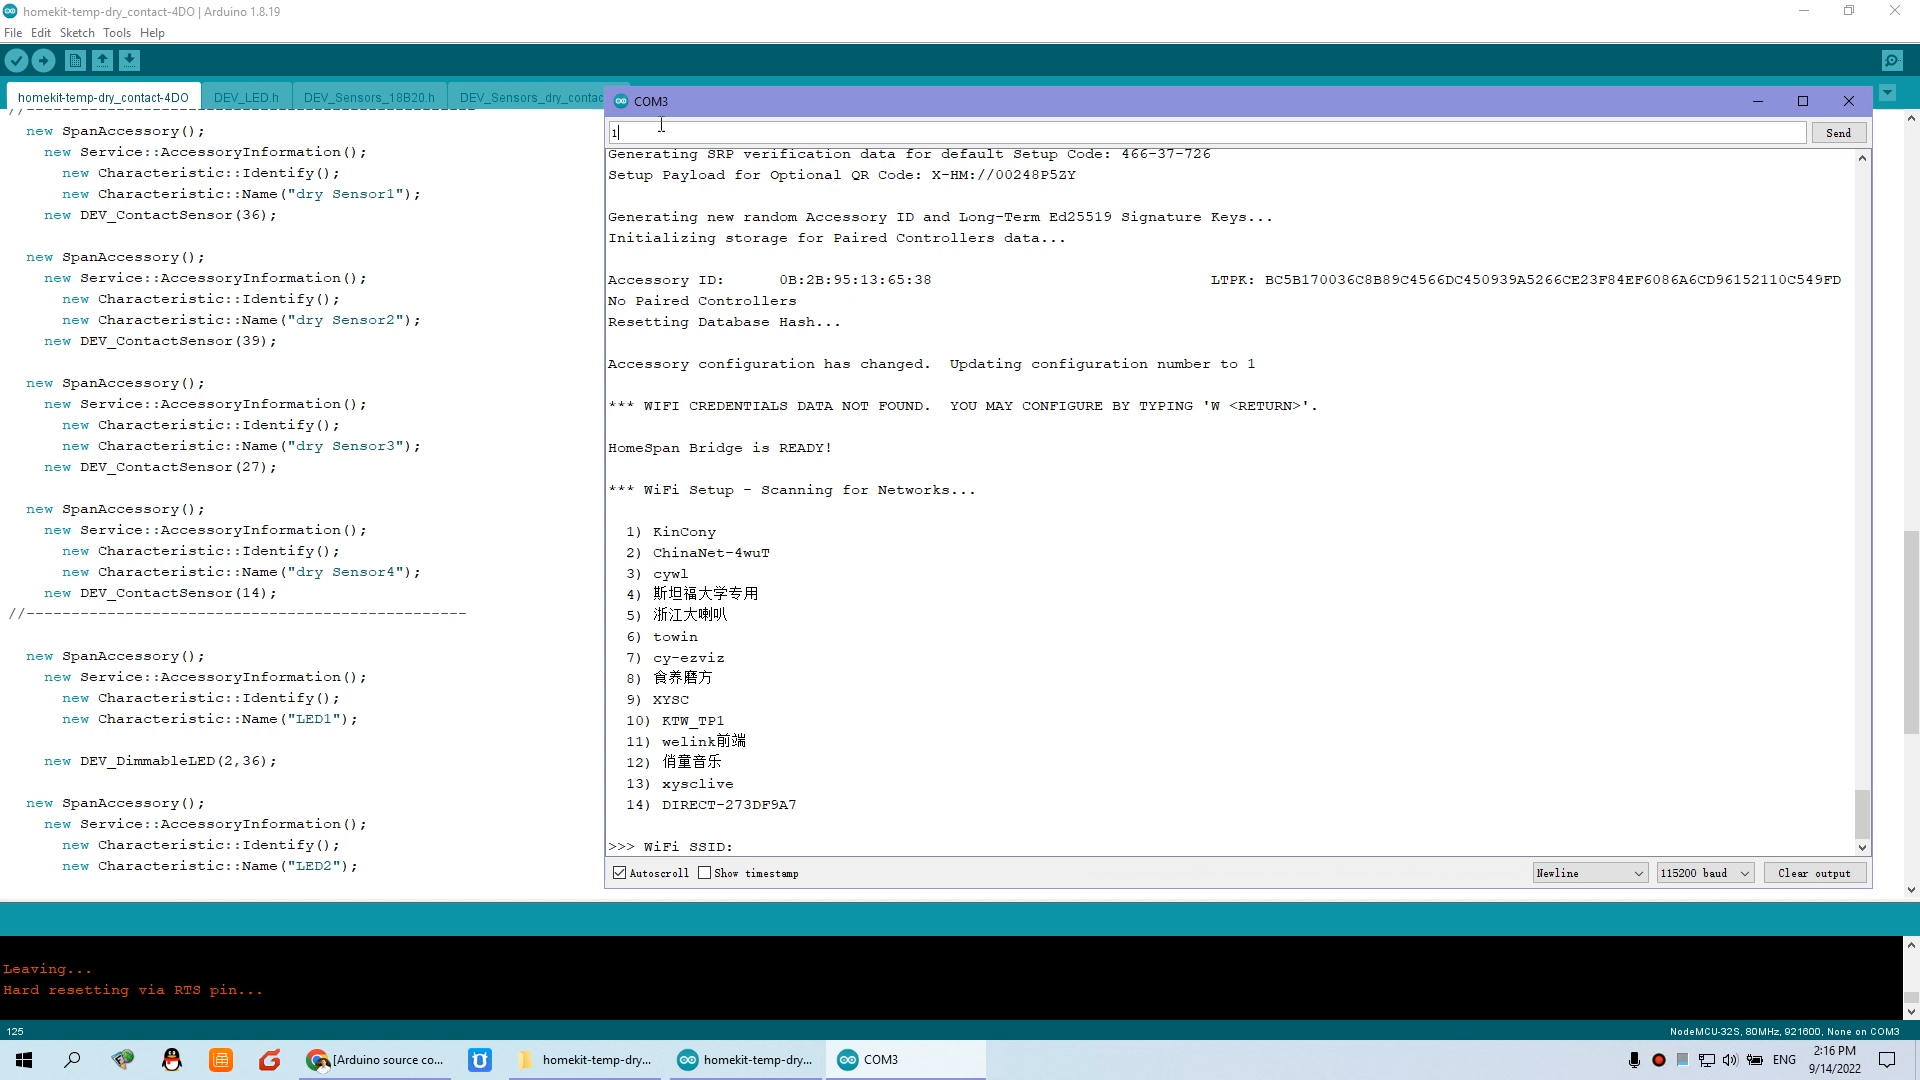 homekit-temp-dry_contact-4DO | Arduino 1.8.19
File Edit Sketch Tools Help
homekit-temp-dry_contact-4DO DEV_LED.h DEV_Sensors_18B20.h DEV_Sensors_dry_contac
//-------------------------------------------------
new SpanAccessory();
new Service::AccessoryInformation();
new Characteristic::Identify();
new Characteristic::Name("dry Sensor1");
new DEV_ContactSensor(36);
new SpanAccessory();
new Service::AccessoryInformation();
new Characteristic::Identify();
new Characteristic::Name("dry Sensor2");
new DEV_ContactSensor(39);
new SpanAccessory();
new Service::AccessoryInformation();
new Characteristic::Identify();
new Characteristic::Name("dry Sensor3");
new DEV_ContactSensor(27);
new SpanAccessory();
new Service::AccessoryInformation();
new Characteristic::Identify();
new Characteristic::Name("dry Sensor4");
new DEV_ContactSensor(14);
//-------------------------------------------------
new SpanAccessory();
new Service::AccessoryInformation();
new Characteristic::Identify();
new Characteristic::Name("LED1");
new DEV_DimmableLED(2,36);
new SpanAccessory();
new Service::AccessoryInformation();
new Characteristic::Identify();
new Characteristic::Name("LED2");
COM3
1
Send
Generating SRP verification data for default Setup Code: 466-37-726
Setup Payload for Optional QR Code: X-HM://00248P5ZY
Generating new random Accessory ID and Long-Term Ed25519 Signature Keys...
Initializing storage for Paired Controllers data...
Accessory ID: 0B:2B:95:13:65:38 LTPK: BC5B170036C8B89C4566DC450939A5266CE23F84EF6086A6CD96152110C549FD
No Paired Controllers
Resetting Database Hash...
Accessory configuration has changed. Updating configuration number to 1
*** WIFI CREDENTIALS DATA NOT FOUND. YOU MAY CONFIGURE BY TYPING 'W <RETURN>'.
HomeSpan Bridge is READY!
*** WiFi Setup - Scanning for Networks...
1) KinCony
2) ChinaNet-4wuT
3) cywl
4) 斯坦福大学专用
5) 浙江大喇叭
6) towin
7) cy-ezviz
8) 食养磨方
9) XYSC
10) KTW_TP1
11) welink前端
12) 俏童音乐
13) xysclive
14) DIRECT-273DF9A7
>>> WiFi SSID:
Autoscroll Show timestamp Newline 115200 baud Clear output
Leaving...
Hard resetting via RTS pin...
125 NodeMCU-32S, 80MHz, 921600, None on COM3
[Arduino source co... homekit-temp-dry... homekit-temp-dry... COM3 ENG 2:16 PM
9/14/2022